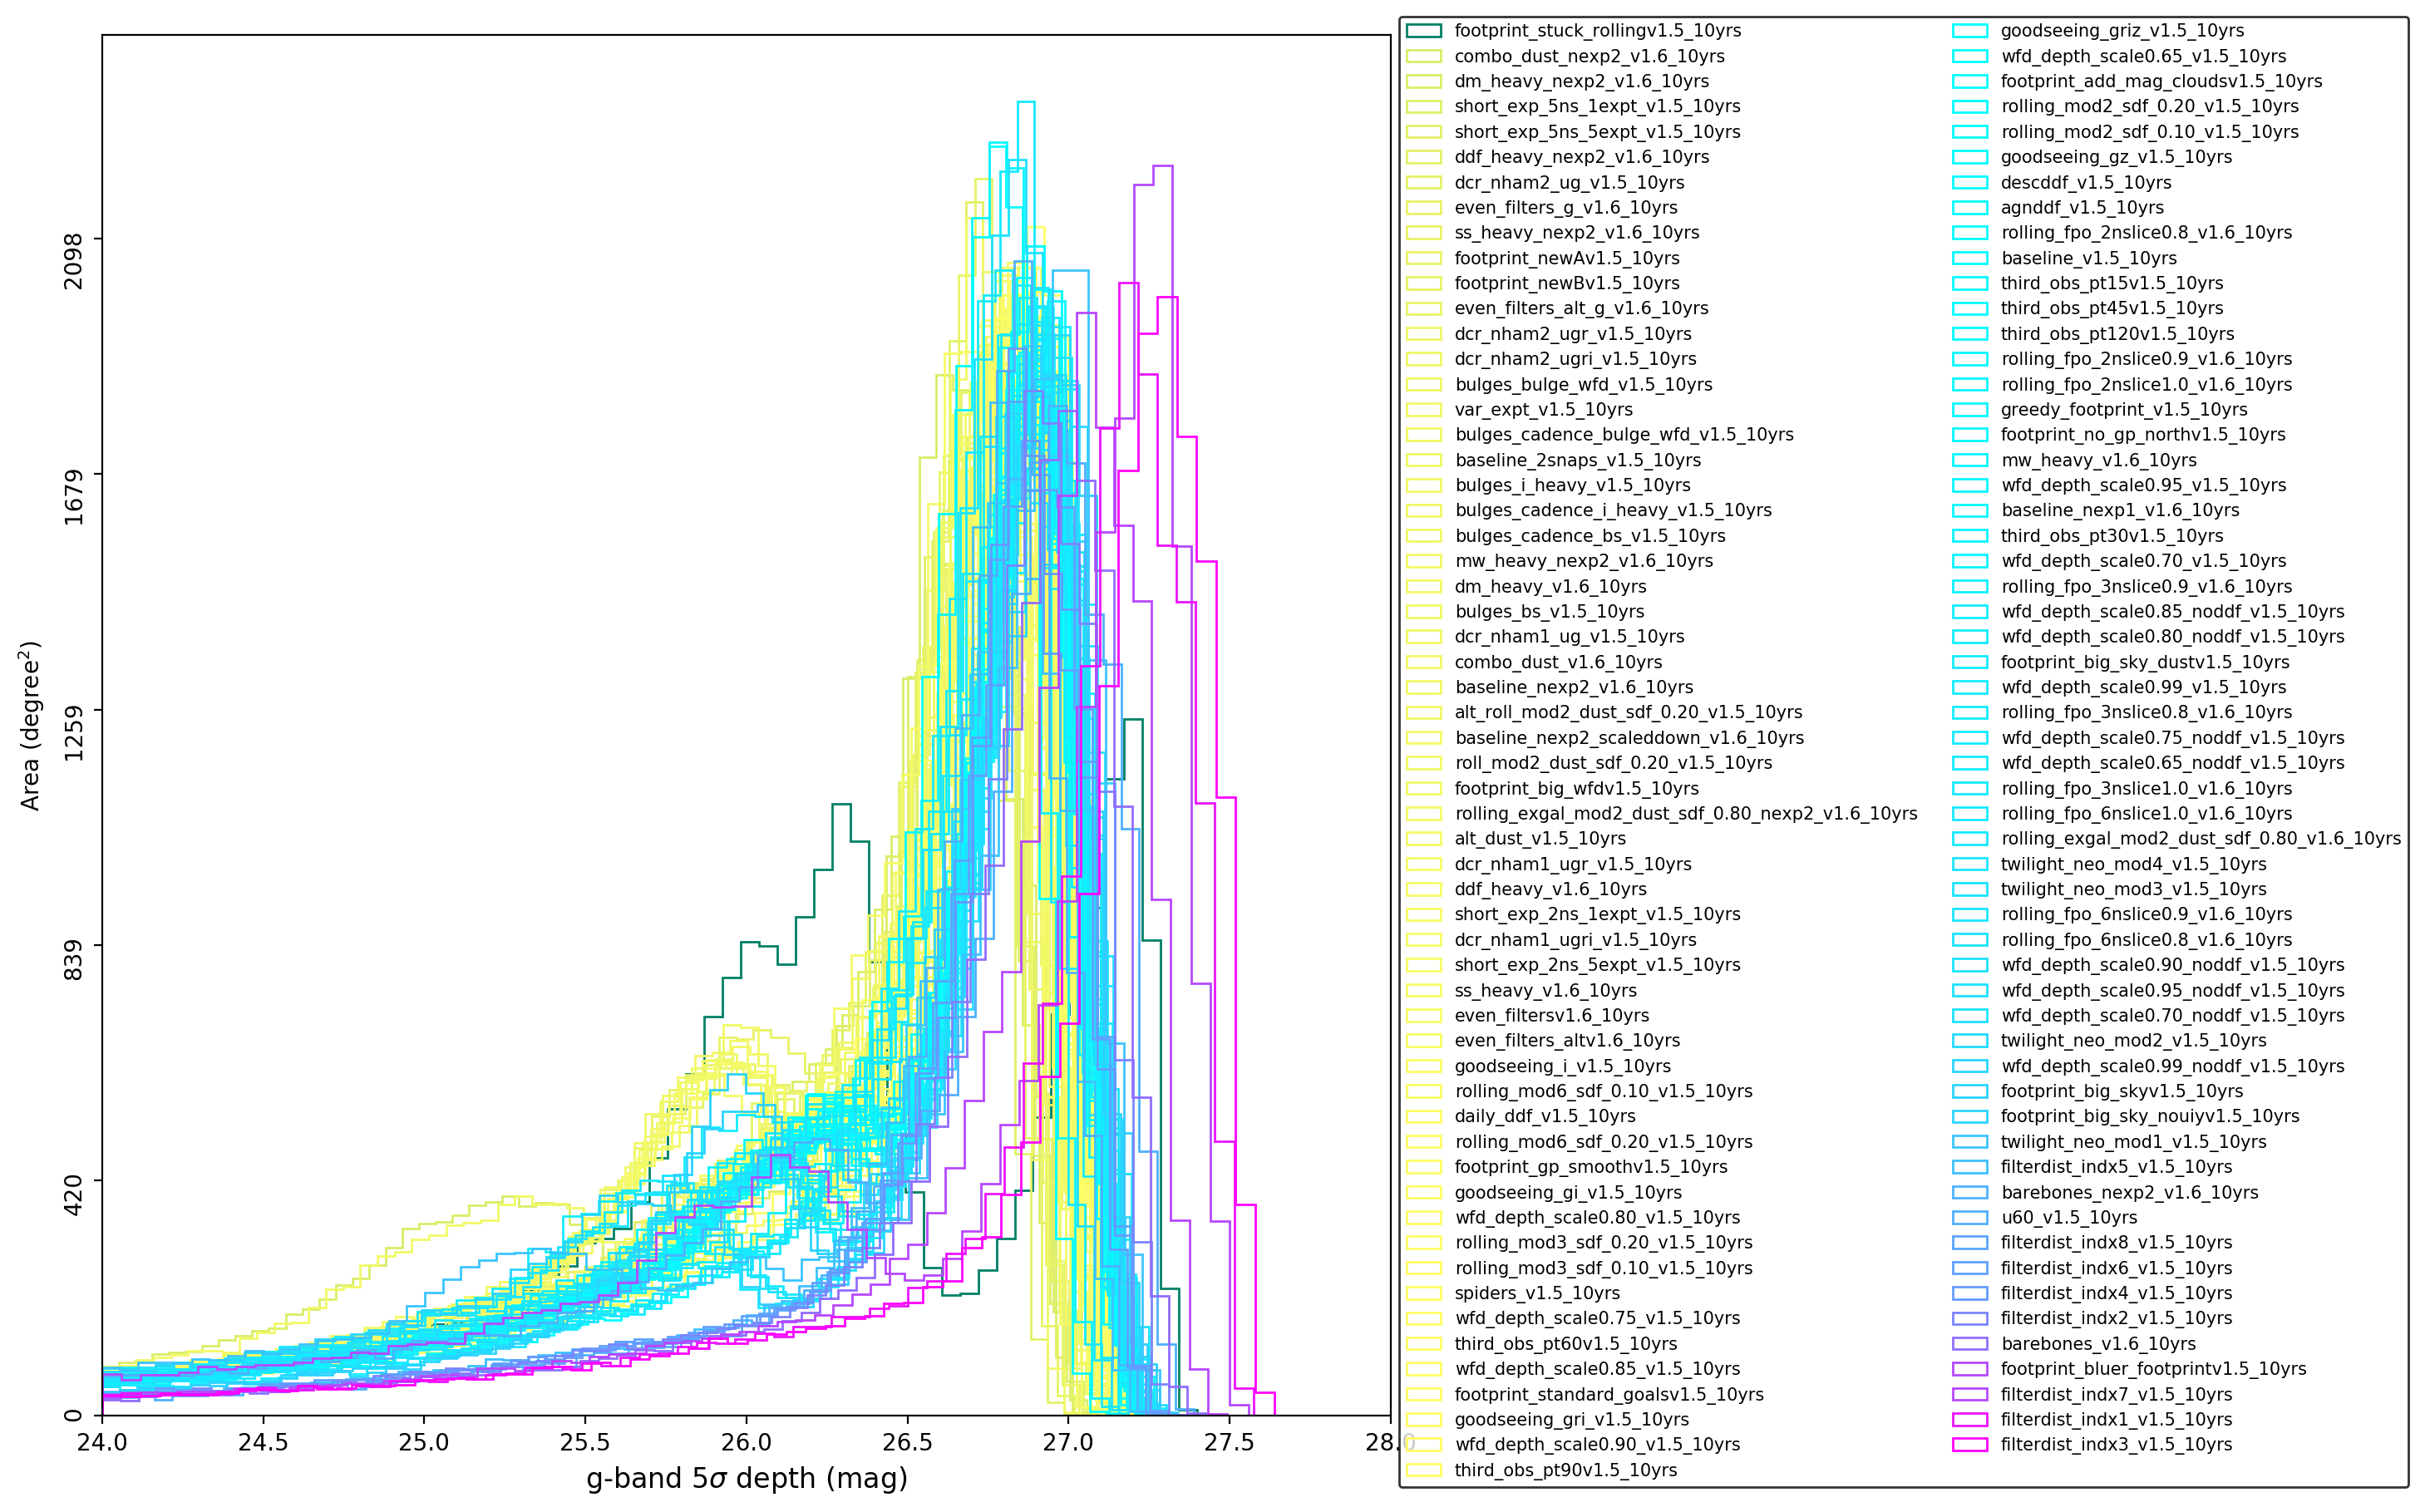 2098
1679
1259
839
420
0
Area (degree²)
24.0 24.5 25.0 25.5 26.0 26.5 27.0 27.5 28.0
g-band 5σ depth (mag)
footprint_stuck_rollingv1.5_10yrs
combo_dust_nexp2_v1.6_10yrs
dm_heavy_nexp2_v1.6_10yrs
short_exp_5ns_1expt_v1.5_10yrs
short_exp_5ns_5expt_v1.5_10yrs
ddf_heavy_nexp2_v1.6_10yrs
dcr_nham2_ug_v1.5_10yrs
even_filters_g_v1.6_10yrs
ss_heavy_nexp2_v1.6_10yrs
footprint_newAv1.5_10yrs
footprint_newBv1.5_10yrs
even_filters_alt_g_v1.6_10yrs
dcr_nham2_ugr_v1.5_10yrs
dcr_nham2_ugri_v1.5_10yrs
bulges_bulge_wfd_v1.5_10yrs
var_expt_v1.5_10yrs
bulges_cadence_bulge_wfd_v1.5_10yrs
baseline_2snaps_v1.5_10yrs
bulges_i_heavy_v1.5_10yrs
bulges_cadence_i_heavy_v1.5_10yrs
bulges_cadence_bs_v1.5_10yrs
mw_heavy_nexp2_v1.6_10yrs
dm_heavy_v1.6_10yrs
bulges_bs_v1.5_10yrs
dcr_nham1_ug_v1.5_10yrs
combo_dust_v1.6_10yrs
baseline_nexp2_v1.6_10yrs
alt_roll_mod2_dust_sdf_0.20_v1.5_10yrs
baseline_nexp2_scaleddown_v1.6_10yrs
roll_mod2_dust_sdf_0.20_v1.5_10yrs
footprint_big_wfdv1.5_10yrs
rolling_exgal_mod2_dust_sdf_0.80_nexp2_v1.6_10yrs
alt_dust_v1.5_10yrs
dcr_nham1_ugr_v1.5_10yrs
ddf_heavy_v1.6_10yrs
short_exp_2ns_1expt_v1.5_10yrs
dcr_nham1_ugri_v1.5_10yrs
short_exp_2ns_5expt_v1.5_10yrs
ss_heavy_v1.6_10yrs
even_filtersv1.6_10yrs
even_filters_altv1.6_10yrs
goodseeing_i_v1.5_10yrs
rolling_mod6_sdf_0.10_v1.5_10yrs
daily_ddf_v1.5_10yrs
rolling_mod6_sdf_0.20_v1.5_10yrs
footprint_gp_smoothv1.5_10yrs
goodseeing_gi_v1.5_10yrs
wfd_depth_scale0.80_v1.5_10yrs
rolling_mod3_sdf_0.20_v1.5_10yrs
rolling_mod3_sdf_0.10_v1.5_10yrs
spiders_v1.5_10yrs
wfd_depth_scale0.75_v1.5_10yrs
third_obs_pt60v1.5_10yrs
wfd_depth_scale0.85_v1.5_10yrs
footprint_standard_goalsv1.5_10yrs
goodseeing_gri_v1.5_10yrs
wfd_depth_scale0.90_v1.5_10yrs
third_obs_pt90v1.5_10yrs
goodseeing_griz_v1.5_10yrs
wfd_depth_scale0.65_v1.5_10yrs
footprint_add_mag_cloudsv1.5_10yrs
rolling_mod2_sdf_0.20_v1.5_10yrs
rolling_mod2_sdf_0.10_v1.5_10yrs
goodseeing_gz_v1.5_10yrs
descddf_v1.5_10yrs
agnddf_v1.5_10yrs
rolling_fpo_2nslice0.8_v1.6_10yrs
baseline_v1.5_10yrs
third_obs_pt15v1.5_10yrs
third_obs_pt45v1.5_10yrs
third_obs_pt120v1.5_10yrs
rolling_fpo_2nslice0.9_v1.6_10yrs
rolling_fpo_2nslice1.0_v1.6_10yrs
greedy_footprint_v1.5_10yrs
footprint_no_gp_northv1.5_10yrs
mw_heavy_v1.6_10yrs
wfd_depth_scale0.95_v1.5_10yrs
baseline_nexp1_v1.6_10yrs
third_obs_pt30v1.5_10yrs
wfd_depth_scale0.70_v1.5_10yrs
rolling_fpo_3nslice0.9_v1.6_10yrs
wfd_depth_scale0.85_noddf_v1.5_10yrs
wfd_depth_scale0.80_noddf_v1.5_10yrs
footprint_big_sky_dustv1.5_10yrs
wfd_depth_scale0.99_v1.5_10yrs
rolling_fpo_3nslice0.8_v1.6_10yrs
wfd_depth_scale0.75_noddf_v1.5_10yrs
wfd_depth_scale0.65_noddf_v1.5_10yrs
rolling_fpo_3nslice1.0_v1.6_10yrs
rolling_fpo_6nslice1.0_v1.6_10yrs
rolling_exgal_mod2_dust_sdf_0.80_v1.6_10yrs
twilight_neo_mod4_v1.5_10yrs
twilight_neo_mod3_v1.5_10yrs
rolling_fpo_6nslice0.9_v1.6_10yrs
rolling_fpo_6nslice0.8_v1.6_10yrs
wfd_depth_scale0.90_noddf_v1.5_10yrs
wfd_depth_scale0.95_noddf_v1.5_10yrs
wfd_depth_scale0.70_noddf_v1.5_10yrs
twilight_neo_mod2_v1.5_10yrs
wfd_depth_scale0.99_noddf_v1.5_10yrs
footprint_big_skyv1.5_10yrs
footprint_big_sky_nouiyv1.5_10yrs
twilight_neo_mod1_v1.5_10yrs
filterdist_indx5_v1.5_10yrs
barebones_nexp2_v1.6_10yrs
u60_v1.5_10yrs
filterdist_indx8_v1.5_10yrs
filterdist_indx6_v1.5_10yrs
filterdist_indx4_v1.5_10yrs
filterdist_indx2_v1.5_10yrs
barebones_v1.6_10yrs
footprint_bluer_footprintv1.5_10yrs
filterdist_indx7_v1.5_10yrs
filterdist_indx1_v1.5_10yrs
filterdist_indx3_v1.5_10yrs